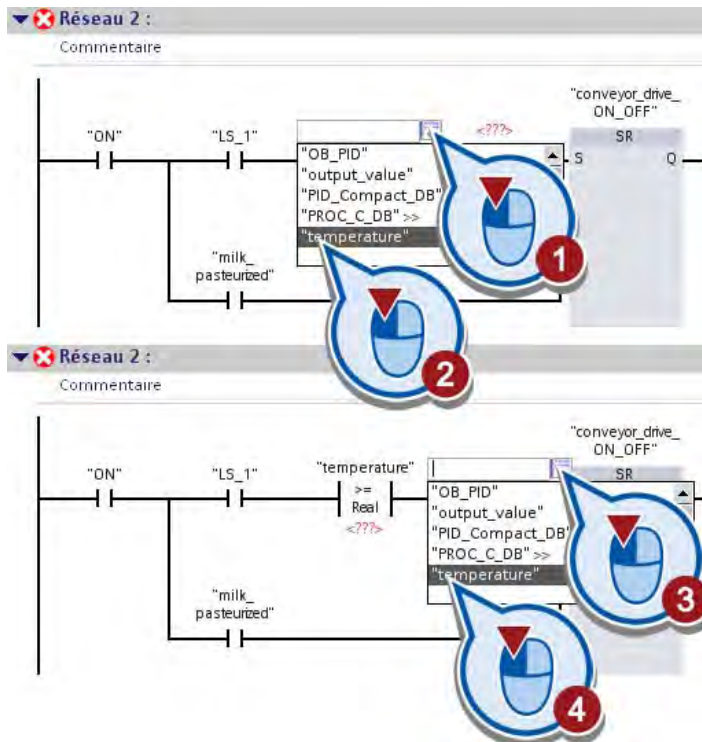 Réseau 2 :
Commentaire
"conveyor_drive_
ON_OFF"
"ON"
"LS_1"
<???>
SR
"OB_PID"
S
Q
"output_value"
"PID_Compact_DB"
"PROC_C_DB" >>
"temperature"
1
"milk_
pasteurized"
2
Réseau 2 :
Commentaire
"conveyor_drive_
ON_OFF"
"ON"
"LS_1"
"temperature"
SR
>=
Real
<???>
"OB_PID"
"output_value"
"PID_Compact_DB"
"PROC_C_DB" >>
"temperature"
3
"milk_
pasteurized"
4